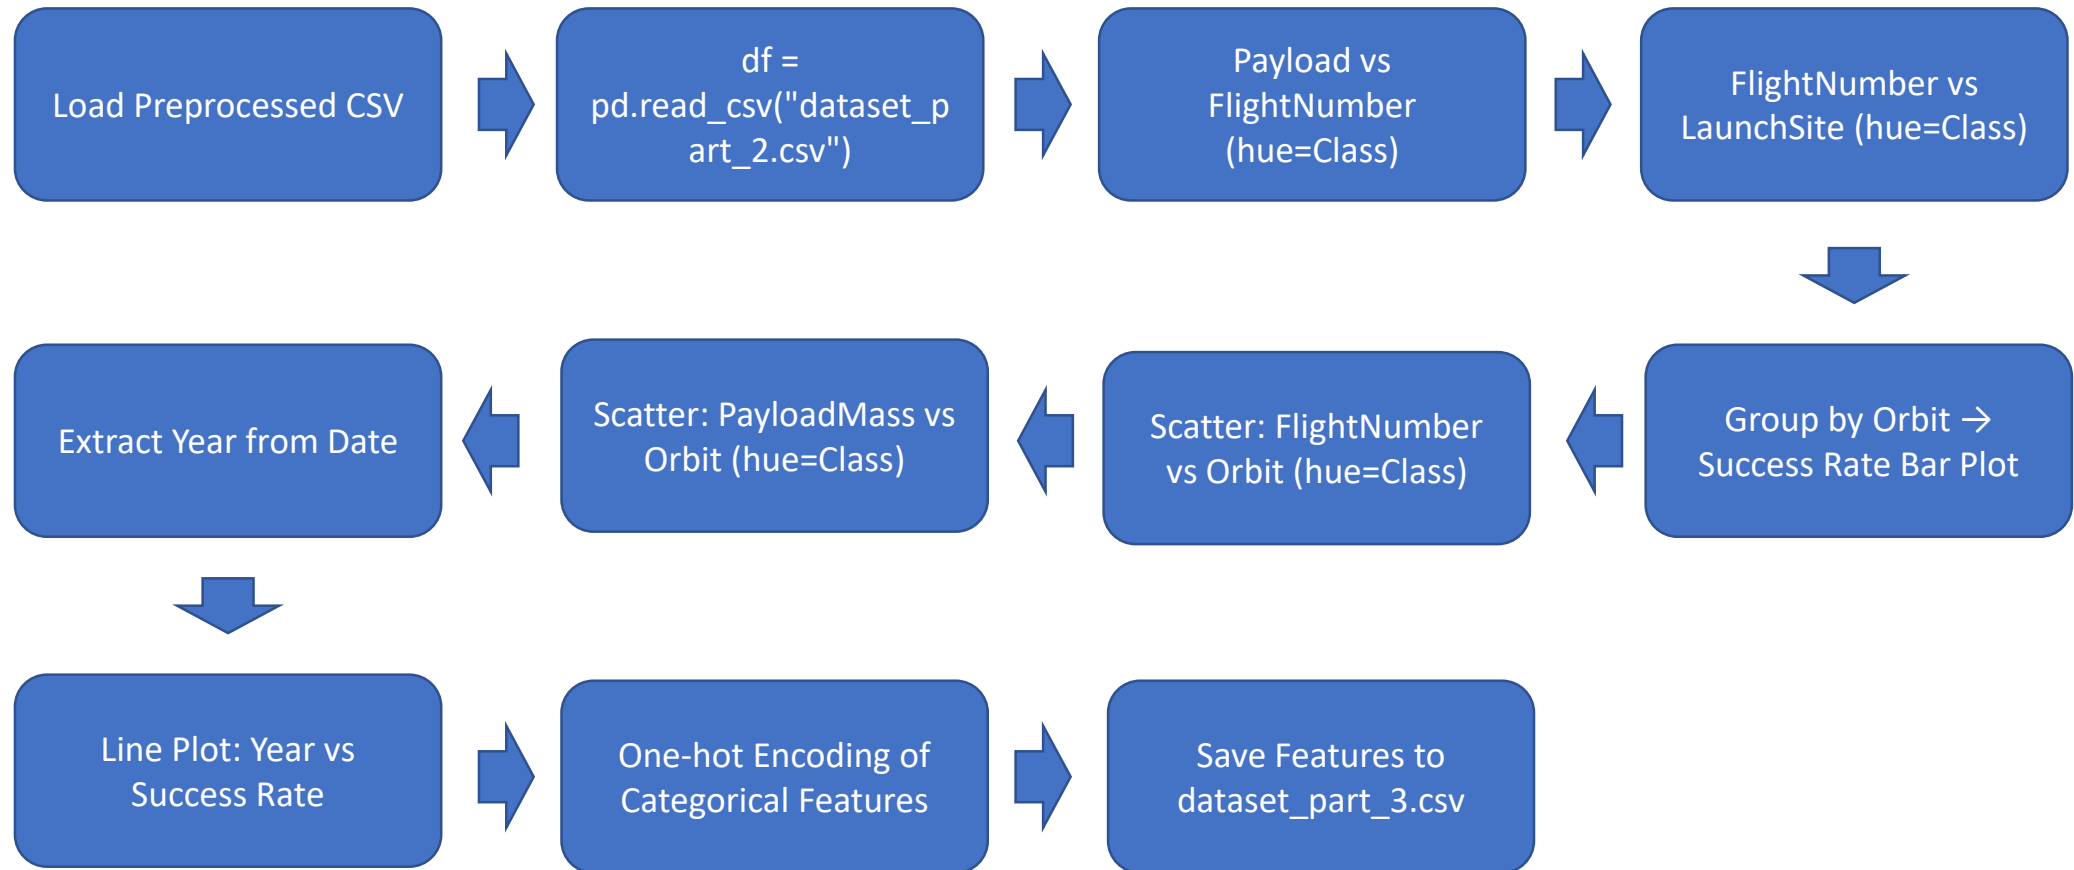 Load Preprocessed CSV
df =
pd.read_csv("dataset_p
art_2.csv")
Payload vs
FlightNumber
(hue=Class)
FlightNumber vs
LaunchSite (hue=Class)
Group by Orbit →
Success Rate Bar Plot
Scatter: FlightNumber
vs Orbit (hue=Class)
Scatter: PayloadMass vs
Orbit (hue=Class)
Extract Year from Date
Line Plot: Year vs
Success Rate
One-hot Encoding of
Categorical Features
Save Features to
dataset_part_3.csv